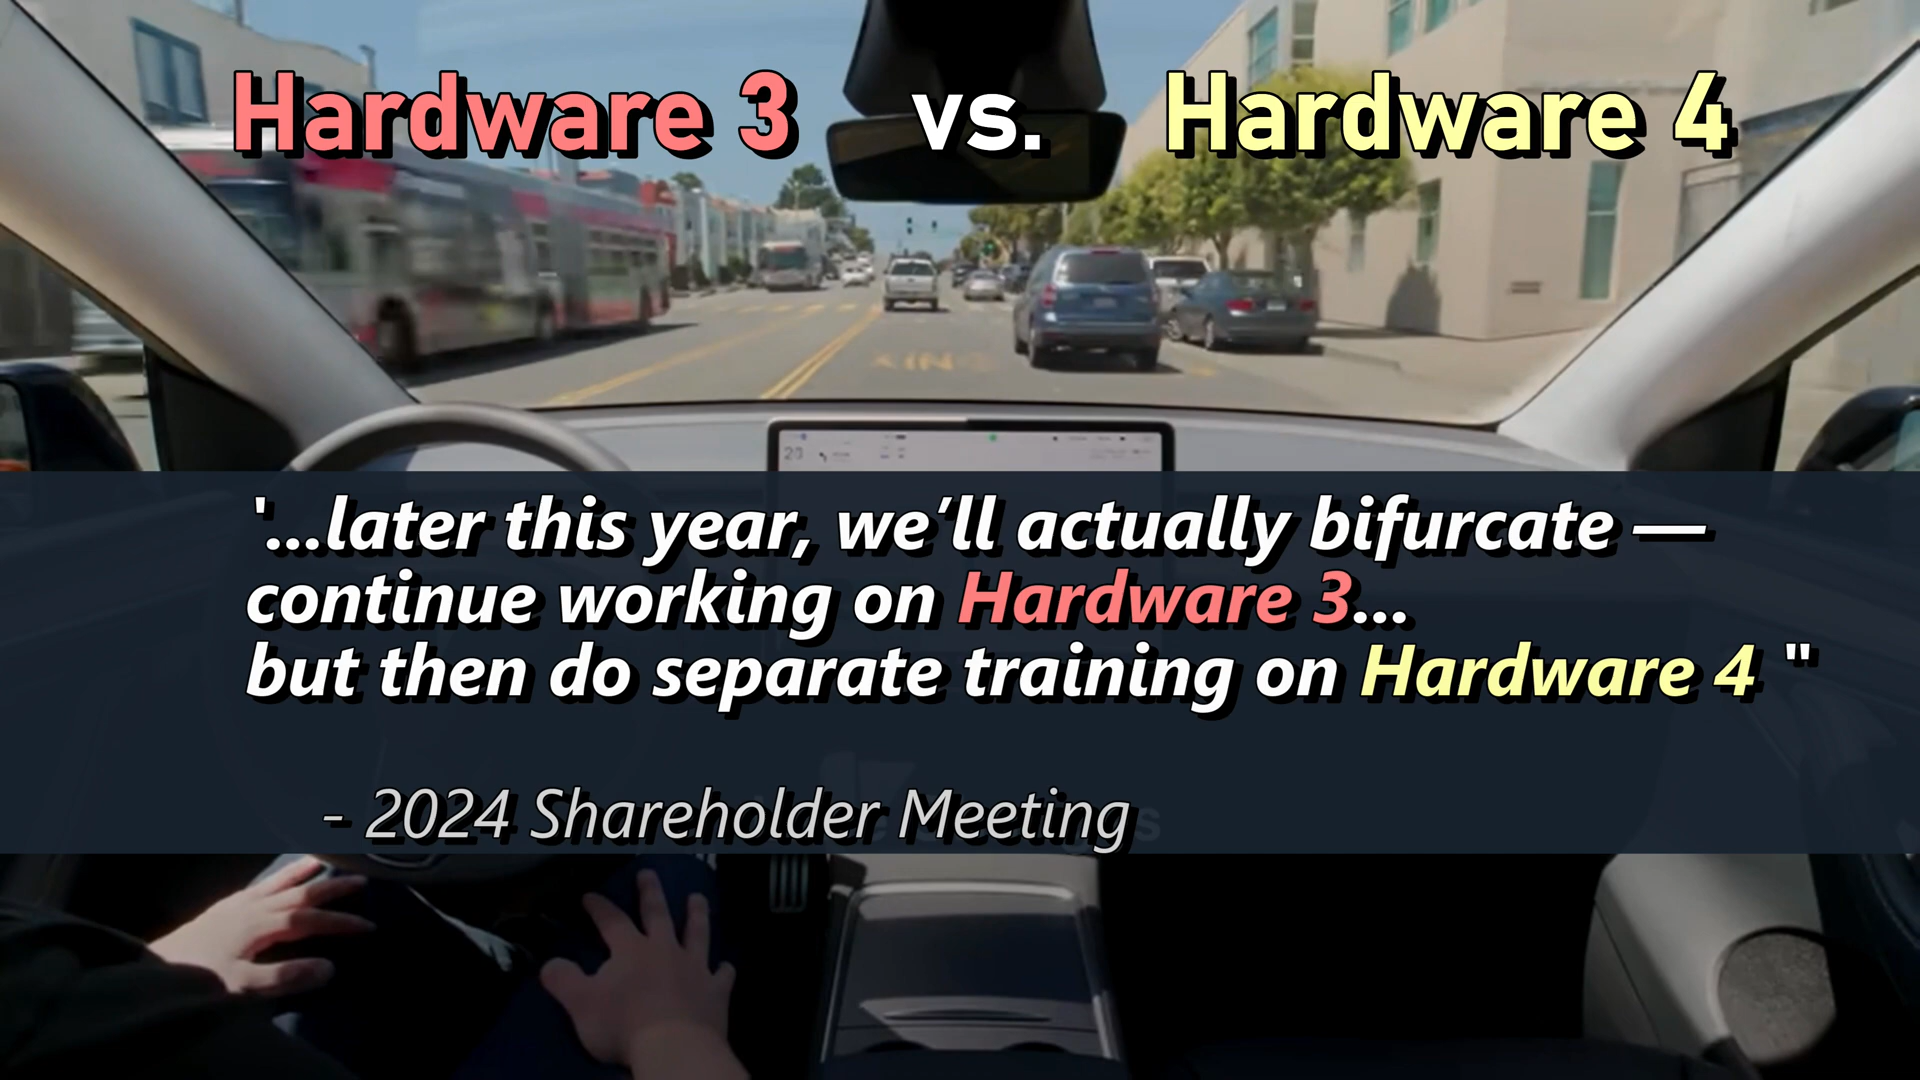 Hardware 3 vs. Hardware 4
'...later this year, we’ll actually bifurcate —
continue working on Hardware 3...
but then do separate training on Hardware 4 "
- 2024 Shareholder Meeting